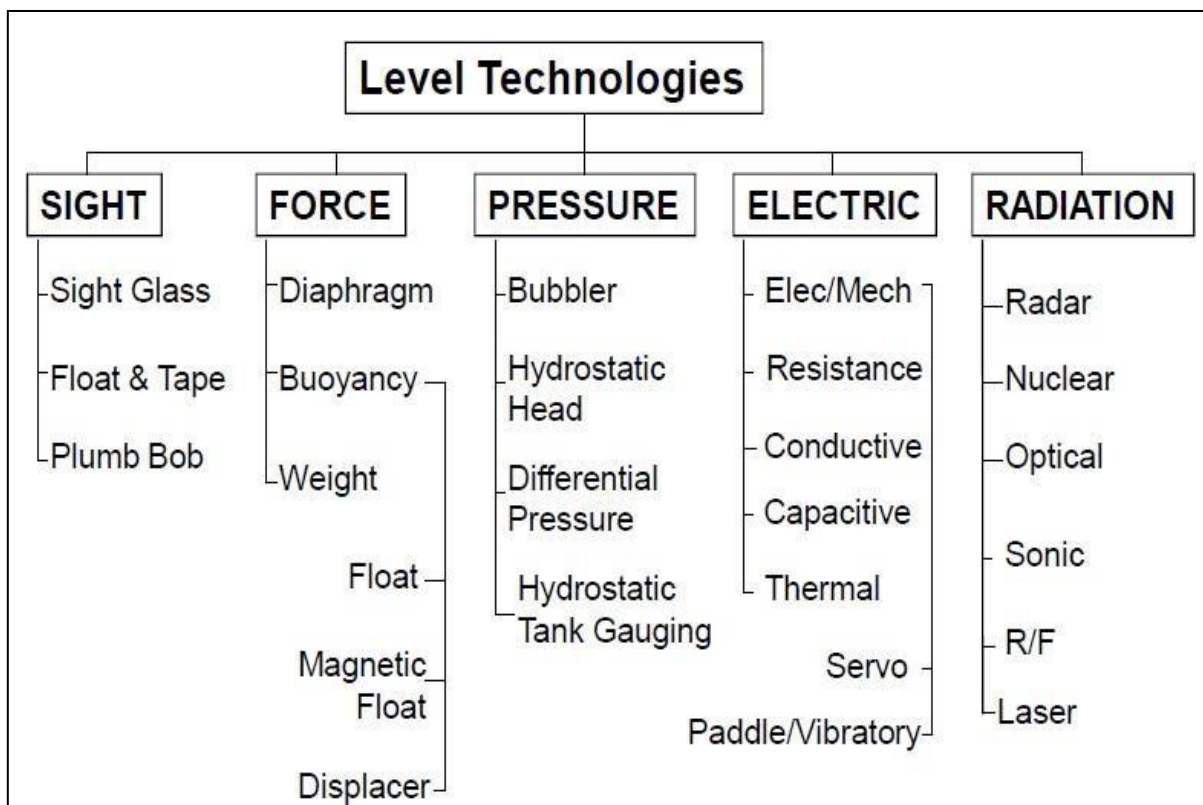 Level Technologies
SIGHT
Sight Glass
Float & Tape
Plumb Bob
FORCE
Diaphragm
Buoyancy
Weight
Float
Magnetic
Float
Displacer
PRESSURE
Bubbler
Hydrostatic
Head
Differential
Pressure
Hydrostatic
Tank Gauging
ELECTRIC
Elec/Mech
Resistance
Conductive
Capacitive
Thermal
Servo
Paddle/Vibratory
RADIATION
Radar
Nuclear
Optical
Sonic
R/F
Laser